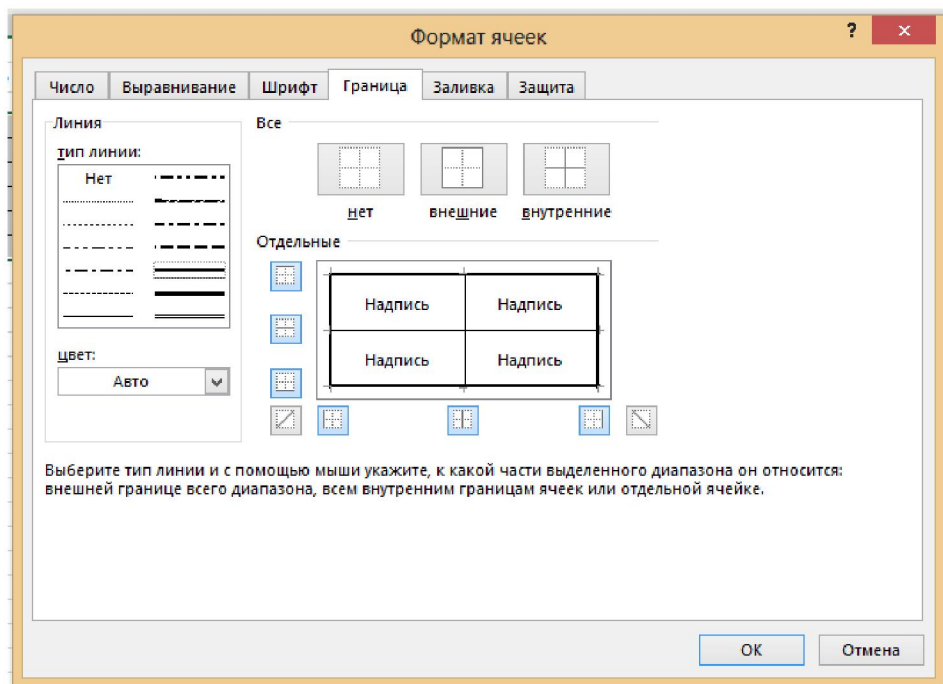 Формат ячеек
? ×
Число Выравнивание Шрифт Граница Заливка Защита
Линия
тип линии:
Нет
цвет:
Авто
Все
нет внешние внутренние
Отдельные
Надпись Надпись
Надпись Надпись
Выберите тип линии и с помощью мыши укажите, к какой части выделенного диапазона он относится:
внешней границе всего диапазона, всем внутренним границам ячеек или отдельной ячейке.
ОК Отмена